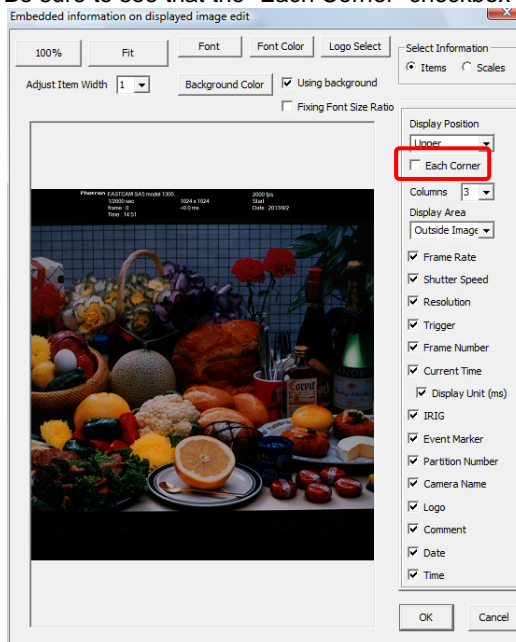 Be sure to see that the "Each Corner" checkbox
Embedded information on displayed image edit
100%
Fit
Font
Font Color
Logo Select
Select Information
Items
Scales
Adjust Item Width
1
Background Color
Using background
Fixing Font Size Ratio
Display Position
Upper
Each Corner
Columns
3
Display Area
Outside Image
Photron FASTCAM SA5 model 1300..
2000 fps
1/2000 sec
1024 x 1024
Start
frame : 0
+0.0 ms
Date : 2013/9/2
Time : 14:51
Frame Rate
Shutter Speed
Resolution
Trigger
Frame Number
Current Time
Display Unit (ms)
IRIG
Event Marker
Partition Number
Camera Name
Logo
Comment
Date
Time
OK
Cancel